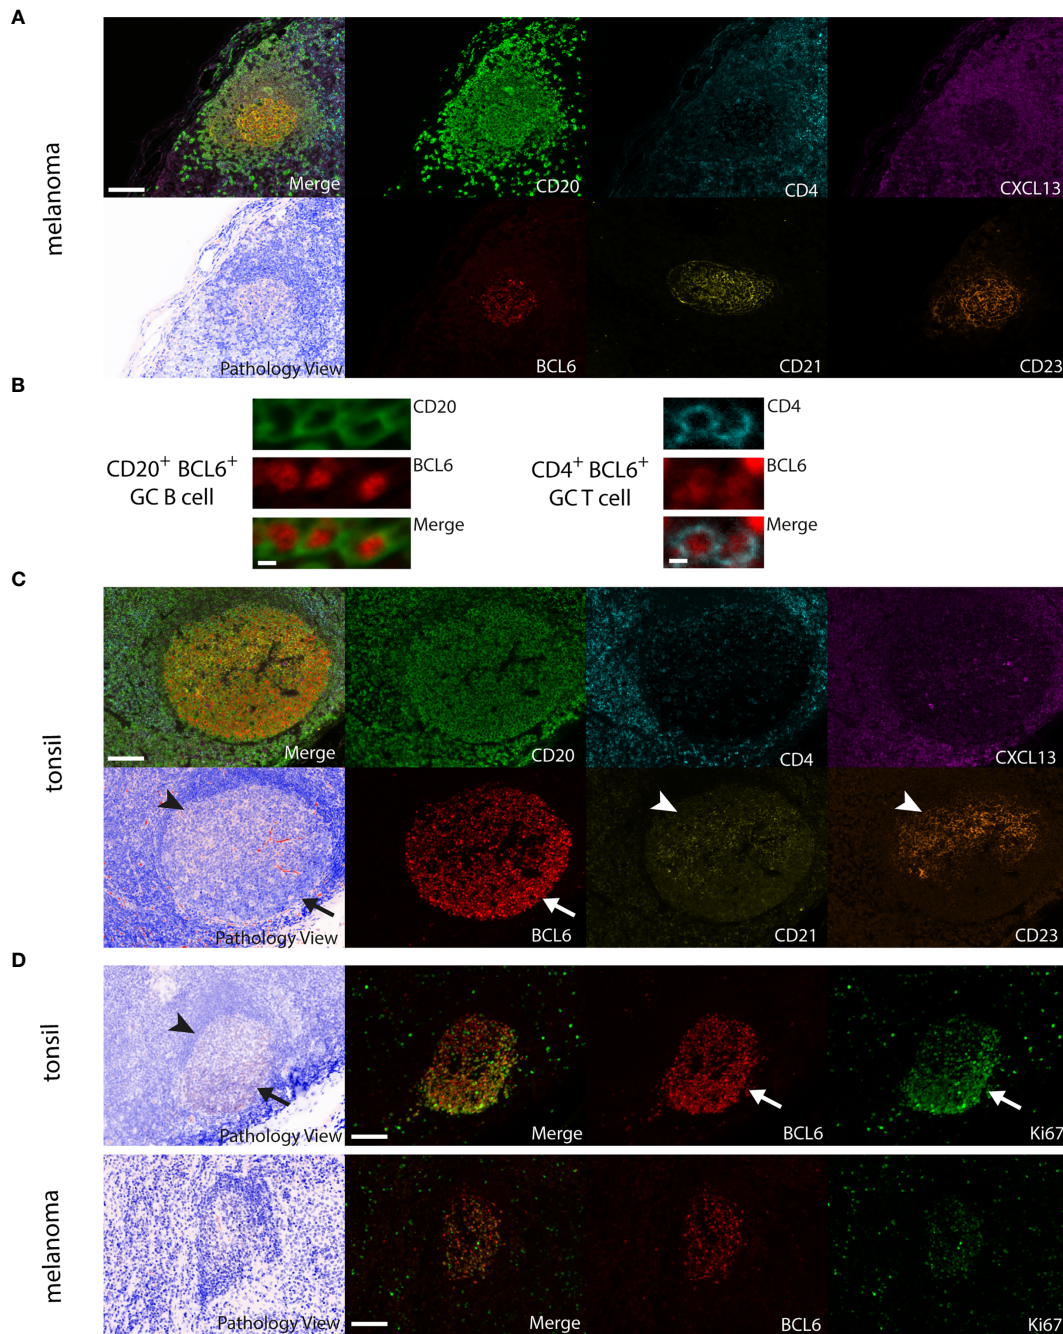 A
melanoma
Merge
CD20
CD4
CXCL13
Pathology View
BCL6
CD21
CD23
B
CD20+ BCL6+
GC B cell
CD20
BCL6
Merge
CD4+ BCL6+
GC T cell
CD4
BCL6
Merge
C
tonsil
Merge
CD20
CD4
CXCL13
Pathology View
BCL6
CD21
CD23
D
tonsil
Pathology View
Merge
BCL6
Ki67
melanoma
Pathology View
Merge
BCL6
Ki67